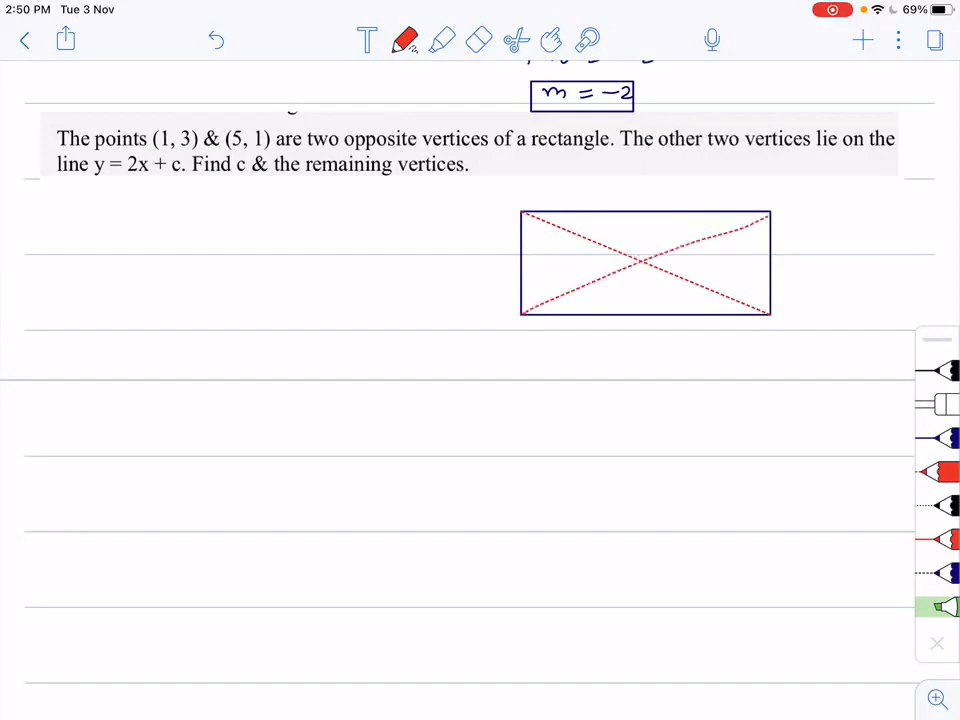 2:50 PM Tue 3 Nov
69%
T
m = -2
The points (1, 3) & (5, 1) are two opposite vertices of a rectangle. The other two vertices lie on the
line y = 2x + c. Find c & the remaining vertices.